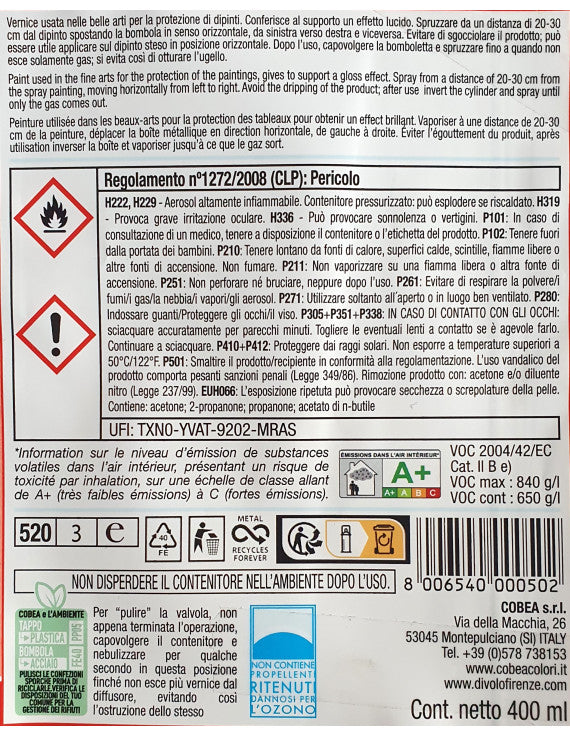 Vernice usata nelle belle arti per la protezione di dipinti. Conferisce al supporto un effetto lucido. Spruzzare da un distanza di 20-30
cm dal dipinto spostando la bombola in senso orizzontale, da sinistra verso destra e viceversa. Evitare di sgocciolare il prodotto; può
essere utile applicare sul dipinto steso in posizione orizzontale. Dopo l'uso, capovolgere la bomboletta e spruzzare fino a quando non
esce solamente gas; si evita così di otturare l'ugello.
Paint used in the fine arts for the protection of the paintings, gives to support a gloss effect. Spray from a distance of 20-30 cm from
the spray painting, moving horizontally from left to right. Avoid the dripping of the product; after use  invert the cylinder and spray until
only the gas comes out.
Peinture utilisée dans les beaux-arts pour la protection des tableaux pour obtenir un effect brillant. Vaporiser à une distance de 20-30
cm de la peinture, déplacer la boîte métallique en direction horizontale, de gauche à droite. Éviter l'égouttement du produit, après
utilisation inverser la boîte et vaporiser jusqu'à ce que le gaz sort.
Regolamento n°1272/2008 (CLP): Pericolo
H222, H229 - Aerosol altamente infiammabile. Contenitore pressurizzato: può esplodere se riscaldato. H319
- Provoca grave irritazione oculare. H336 - Può provocare sonnolenza o vertigini. P101: In caso di
consultazione di un medico, tenere a disposizione il contenitore o l'etichetta del prodotto. P102: Tenere fuori
dalla portata dei bambini. P210: Tenere lontano da fonti di calore, superfici calde, scintille, fiamme libere o
altre fonti di accensione. Non fumare. P211: Non vaporizzare su una fiamma libera o altra fonte di
accensione. P251: Non perforare né bruciare, neppure dopo l'uso. P261: Evitare di respirare la polvere/i
fumi/i gas/la nebbia/i vapori/gli aerosol. P271: Utilizzare soltanto all'aperto o in luogo ben ventilato. P280:
Indossare guanti/Proteggere gli occhi/il viso. P305+P351+P338: IN CASO DI CONTATTO CON GLI OCCHI:
sciacquare accuratamente per parecchi minuti. Togliere le eventuali lenti a contatto se è agevole farlo.
Continuare a sciacquare. P410+P412: Proteggere dai raggi solari. Non esporre a temperature superiori a
50°C/122°F. P501: Smaltire il prodotto/recipiente in conformità alla regolamentazione. L'uso vandalico del
prodotto comporta pesanti sanzioni penali (Legge 349/86). Rimozione prodotto con: acetone e/o diluente
nitro (Legge 237/99). EUH066: L'esposizione ripetuta può provocare secchezza o screpolature della pelle.
Contiene: acetone; 2-propanone; propanone; acetato di n-butile
UFI: TXN0-YVAT-9202-MRAS
*Information sur le niveau d'émission de substances
volatiles dans l'air intérieur, présentant un risque de
toxicité par inhalation, sur une échelle de classe allant
de A+ (très faibles émissions) à C (fortes émissions).
ÉMISSIONS DANS L'AIR INTÉRIEUR*
A+
A+ A B C
VOC 2004/42/EC
Cat. II B e)
VOC max : 840 g/l
VOC cont : 650 g/l
520 3 e
40
FE
METAL
RECYCLES
FOREVER
NON DISPERDERE IL CONTENITORE NELL'AMBIENTE DOPO L'USO.
8 006540 000502
COBEA e L'AMBIENTE
TAPPO
→PLASTICA
PP05
BOMBOLA
→ACCIAIO
FE40
PULISCI LE CONFEZIONI
SPORCHE PRIMA DI
RICICLARLE. VERIFICA LE
DISPOSIZIONI DEL TUO
COMUNE PER LA
GESTIONE DEI RIFIUTI
Per "pulire" la valvola, non
appena terminata l'operazione,
capovolgere il contenitore e
nebulizzare per qualche
secondo in questa posizione
finché non esce più vernice dal
diffusore, evitando così
l'ostruzione dello stesso
NON CONTIENE
PROPELLENTI
RITENUTI
DANNOSI PER
L'OZONO
COBEA s.r.l.
Via della Macchia, 26
53045 Montepulciano (SI) ITALY
Tel. +39 (0)578 738153
www.cobeacolori.com
www.divolofirenze.com
Cont. netto 400 ml